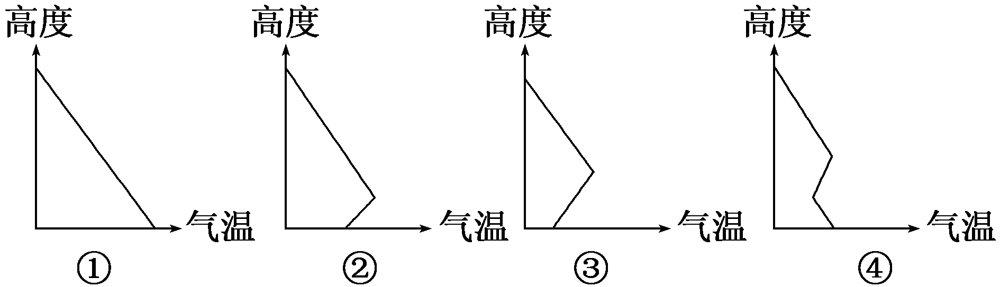 高度 高度 高度 高度
气温 气温 气温 气温
① ② ③ ④